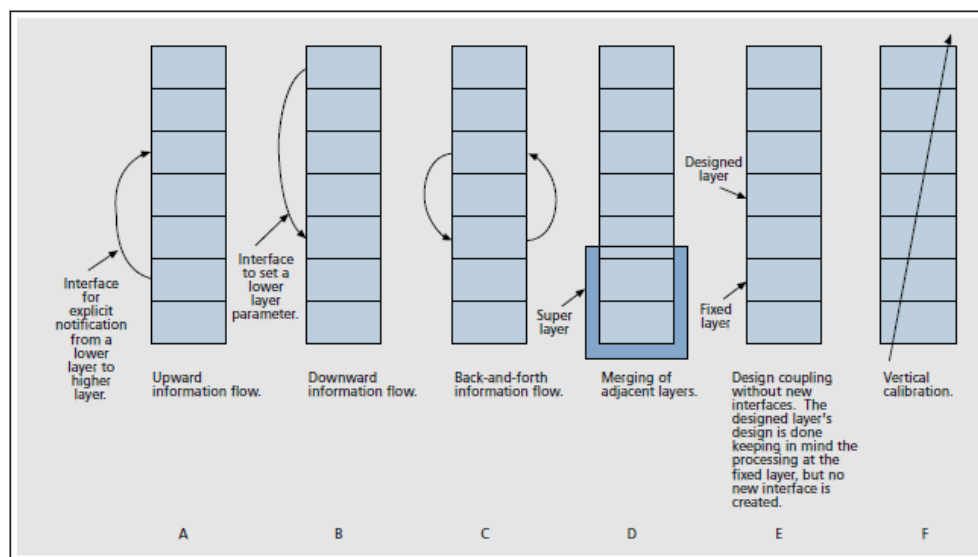 Interface
for
explicit
notification
from a
lower
layer to
higher
layer.
Upward
information flow.
A
Interface
to set a
lower
layer
parameter.
Downward
information flow.
B
Back-and-forth
information flow.
C
Super
layer
Merging of
adjacent layers.
D
Designed
layer
Fixed
layer
Design coupling
without new
interfaces. The
designed layer's
design is done
keeping in mind the
processing at the
fixed layer, but no
new interface is
created.
E
Vertical
calibration.
F